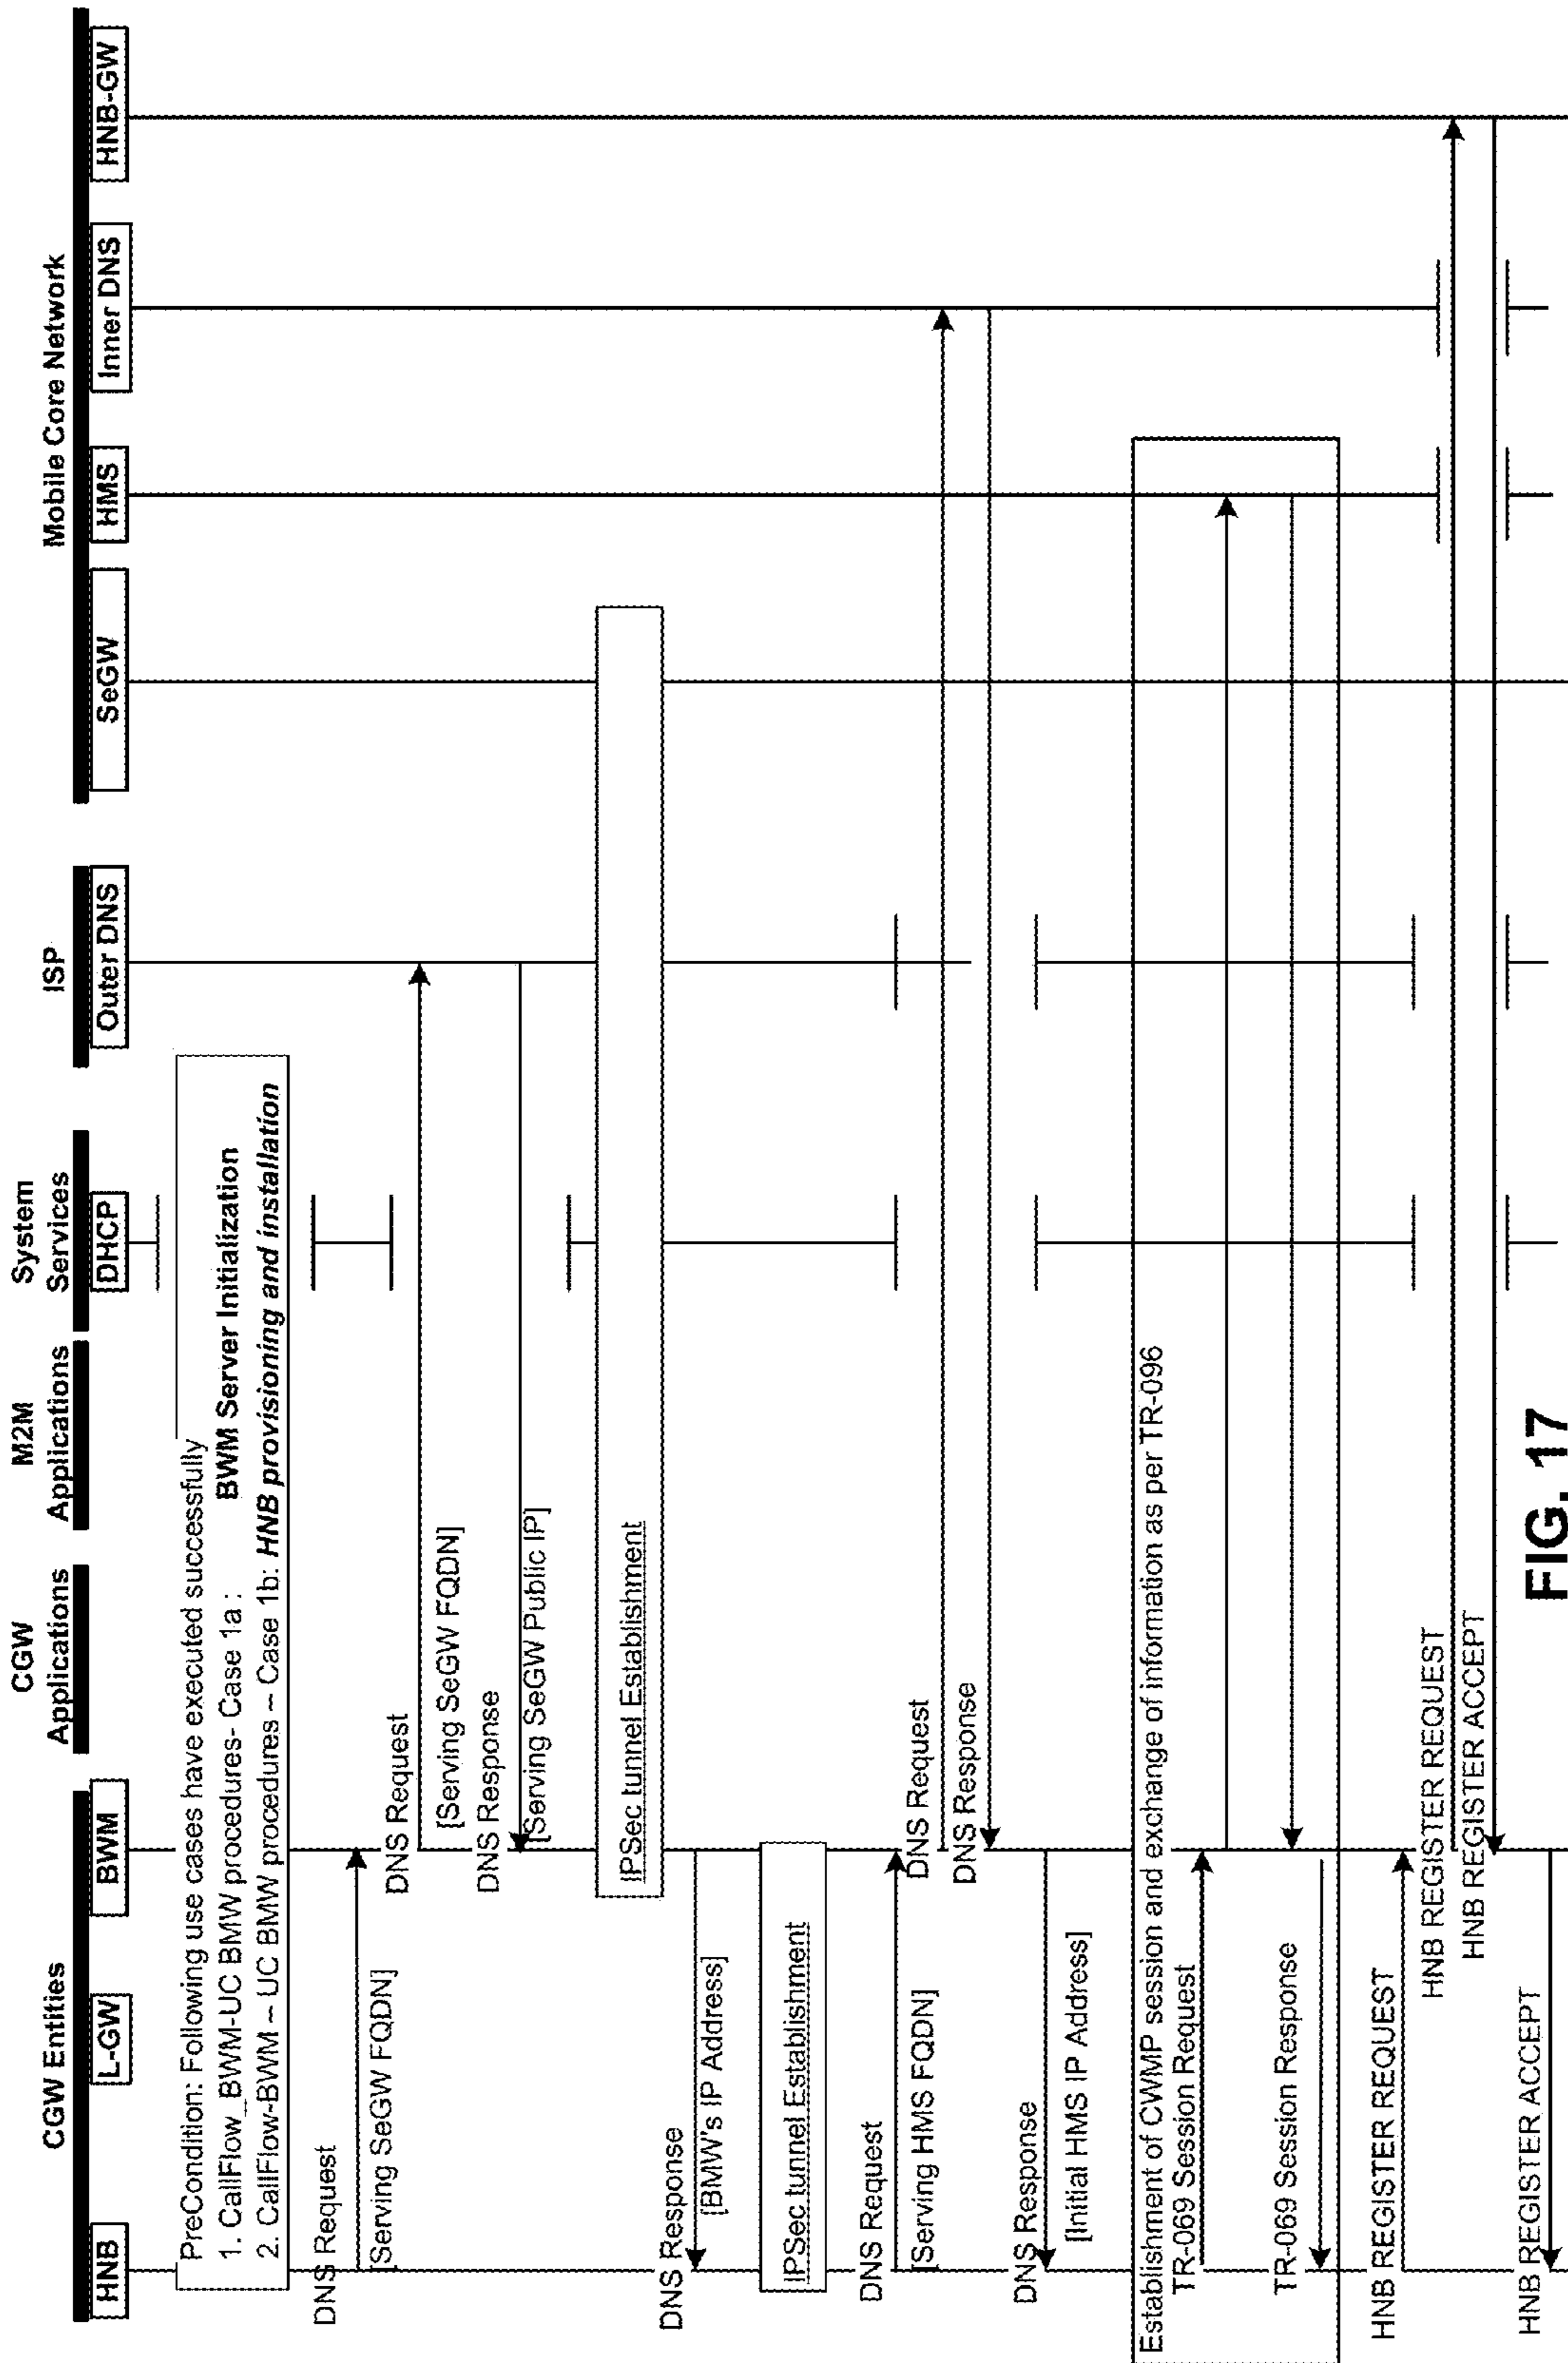 CGW Entities
CGW
Applications
M2M
Applications
System
Services
ISP
Mobile Core Network
HNB
L-GW
BWM
DHCP
Outer DNS
SeGW
HMS
Inner DNS
HNB-GW
PreCondition: Following use cases have executed successfully
1. CallFlow_BWM-UC BMW procedures- Case 1a : BWM Server Initialization
2. CallFlow-BWM – UC BMW procedures – Case 1b: HNB provisioning and installation
DNS Request
[Serving SeGW FQDN]
DNS Request
[Serving SeGW FQDN]
DNS Response
[Serving SeGW Public IP]
IPSec tunnel Establishment
DNS Response
[BMW's IP Address]
IPSec tunnel Establishment
DNS Request
[Serving HMS FQDN]
DNS Request
DNS Response
DNS Response
[Initial HMS IP Address]
Establishment of CWMP session and exchange of information as per TR-096
TR-069 Session Request
TR-069 Session Response
HNB REGISTER REQUEST
HNB REGISTER REQUEST
HNB REGISTER ACCEPT
HNB REGISTER ACCEPT
FIG. 17